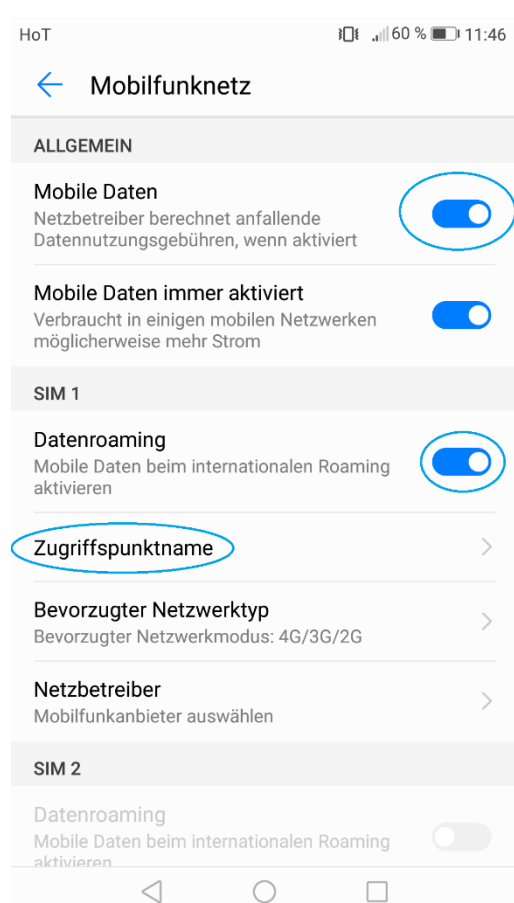 HoT 60 % 11:46
Mobilfunknetz
ALLGEMEIN
Mobile Daten
Netzbetreiber berechnet anfallende
Datennutzungsgebühren, wenn aktiviert
Mobile Daten immer aktiviert
Verbraucht in einigen mobilen Netzwerken
möglicherweise mehr Strom
SIM 1
Datenroaming
Mobile Daten beim internationalen Roaming
aktivieren
Zugriffspunktname
Bevorzugter Netzwerktyp
Bevorzugter Netzwerkmodus: 4G/3G/2G
Netzbetreiber
Mobilfunkanbieter auswählen
SIM 2
Datenroaming
Mobile Daten beim internationalen Roaming
aktivieren